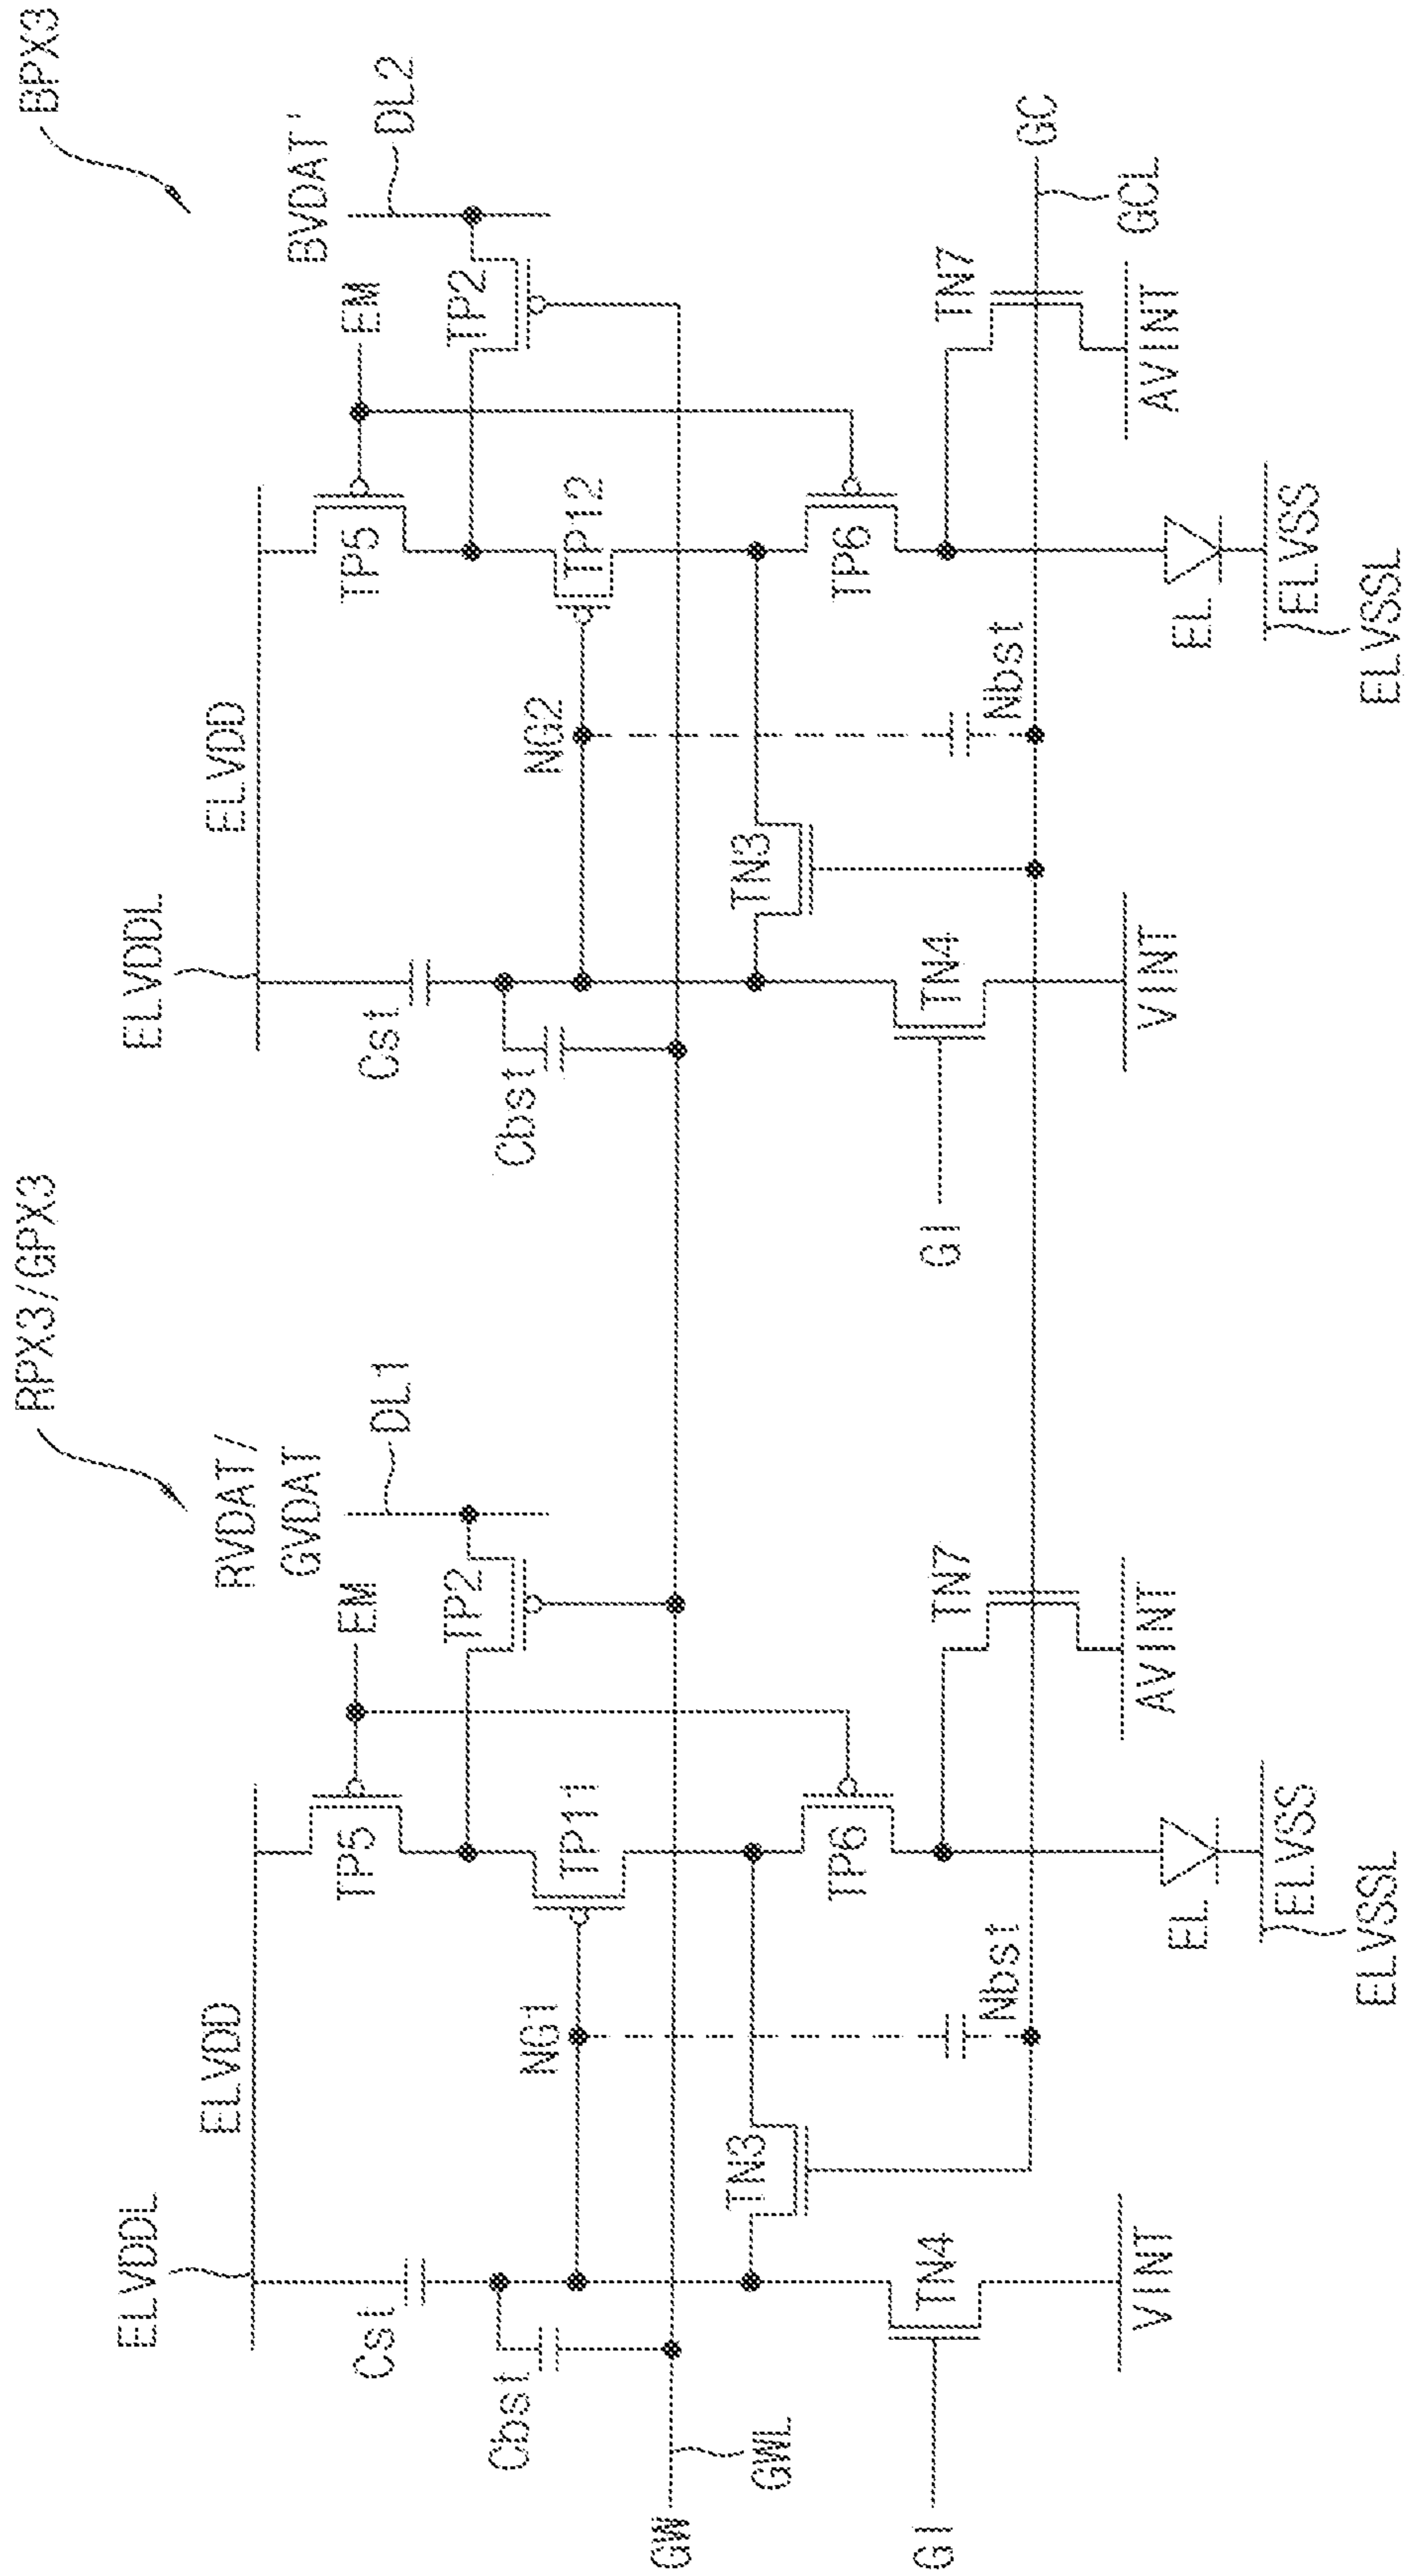 RPX3/GPX3
BPX3
ELVDDL
ELVDD
RVDAT/
GVDAT
ELVDDL
ELVDD
BVDAT'
Cst
TP5
EM
DL1
Cst
TP5
EM
DL2
Cbst
NG1
TP11
TP2
Cbst
NG2
TP12
TP2
GW
GWL
TN3
TP6
TN3
TP6
GI
TN4
Nbst
TN7
GI
TN4
Nbst
TN7
GC
GCL
VINT
EL
AVINT
VINT
EL
AVINT
ELVSS
ELVSSL
ELVSS
ELVSSL